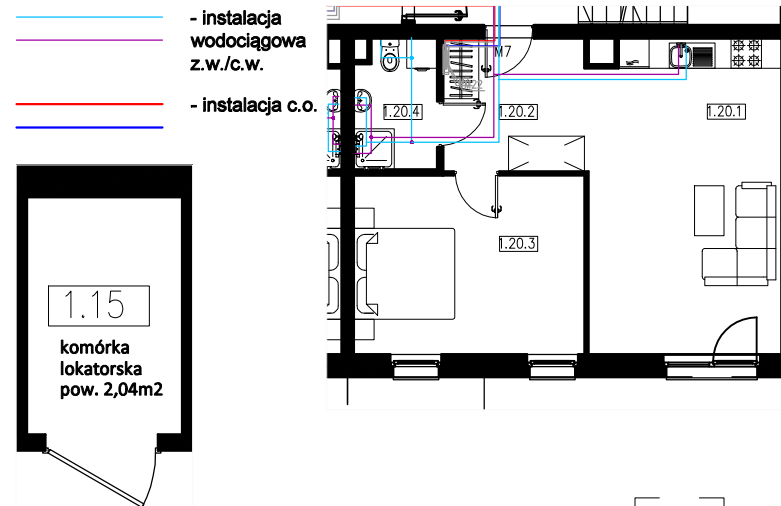 - instalacja
wodociągowa
z.w./c.w.
- instalacja c.o.
M7
1.20.4
1.20.2
1.20.1
1.20.3
1.15
komórka
lokatorska
pow. 2,04m2